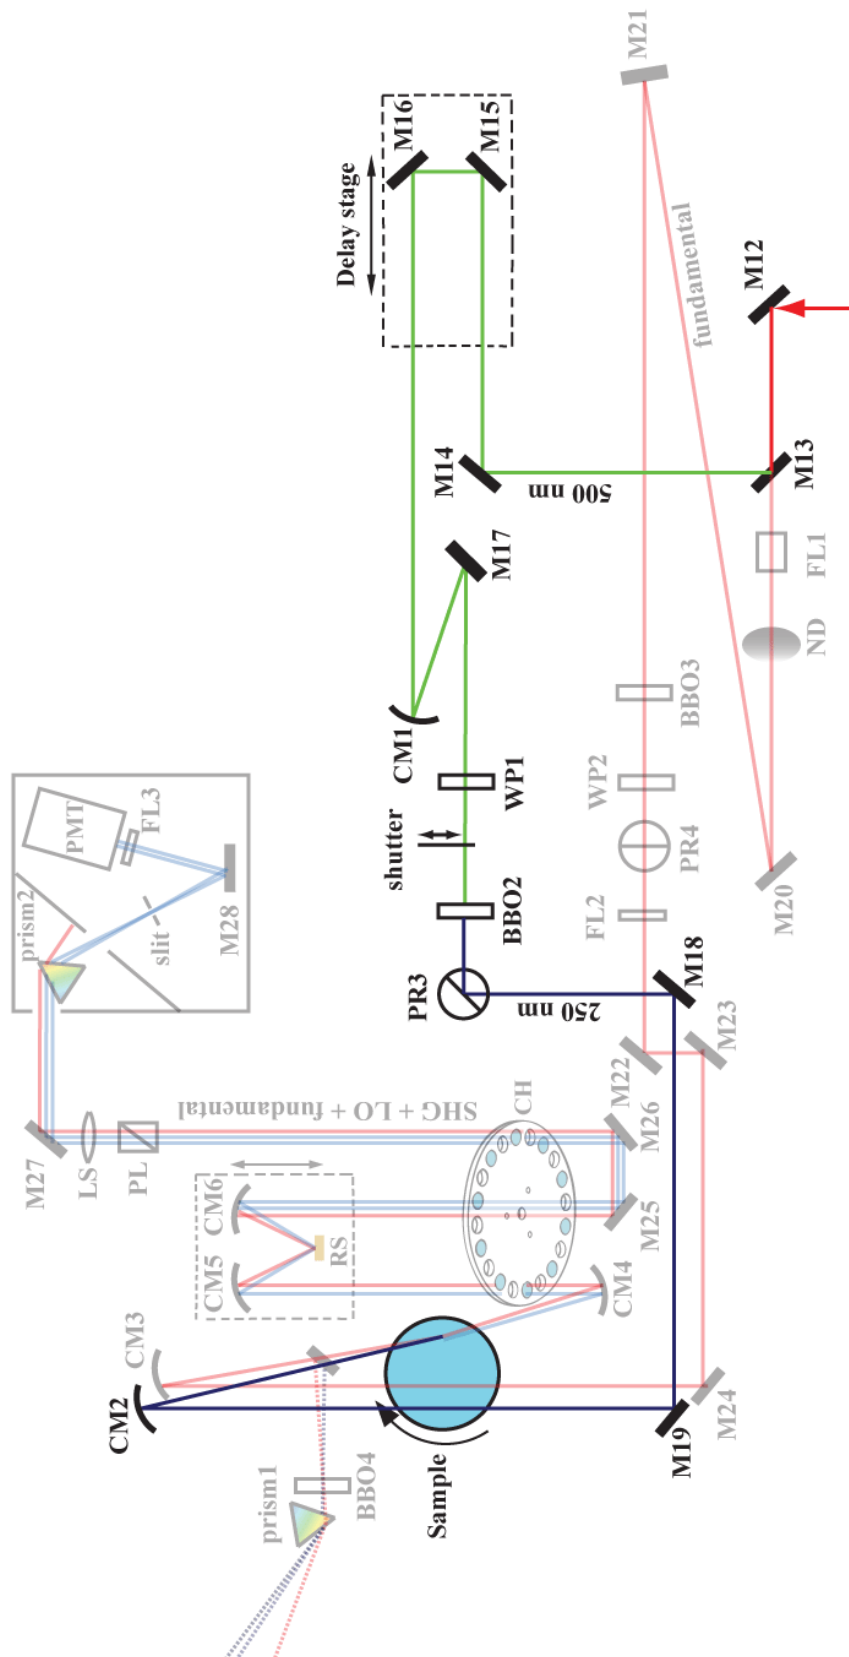 M21
M16
M15
Delay stage
fundamental
M12
M14
500 nm
M13
M17
FL1
ND
CM1
BBO3
WP1
WP2
shutter
PR4
PMT
FL3
prism2
slit
M28
BBO2
FL2
M20
PR3
250 nm
M18
M23
M22
M26
M27
LS
PL
SHG + LO + fundamental
CH
CM6
CM5
RS
M25
CM4
CM3
CM2
M24
M19
Sample
prism1
BBO4